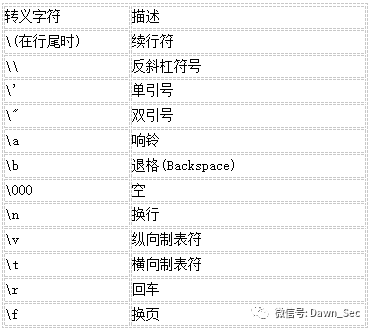 转义字符 描述
\(在行尾时) 续行符
\\ 反斜杠符号
\' 单引号
\" 双引号
\a 响铃
\b 退格(Backspace)
\000 空
\n 换行
\v 纵向制表符
\t 横向制表符
\r 回车
\f 换页
微信号: Dawn_Sec